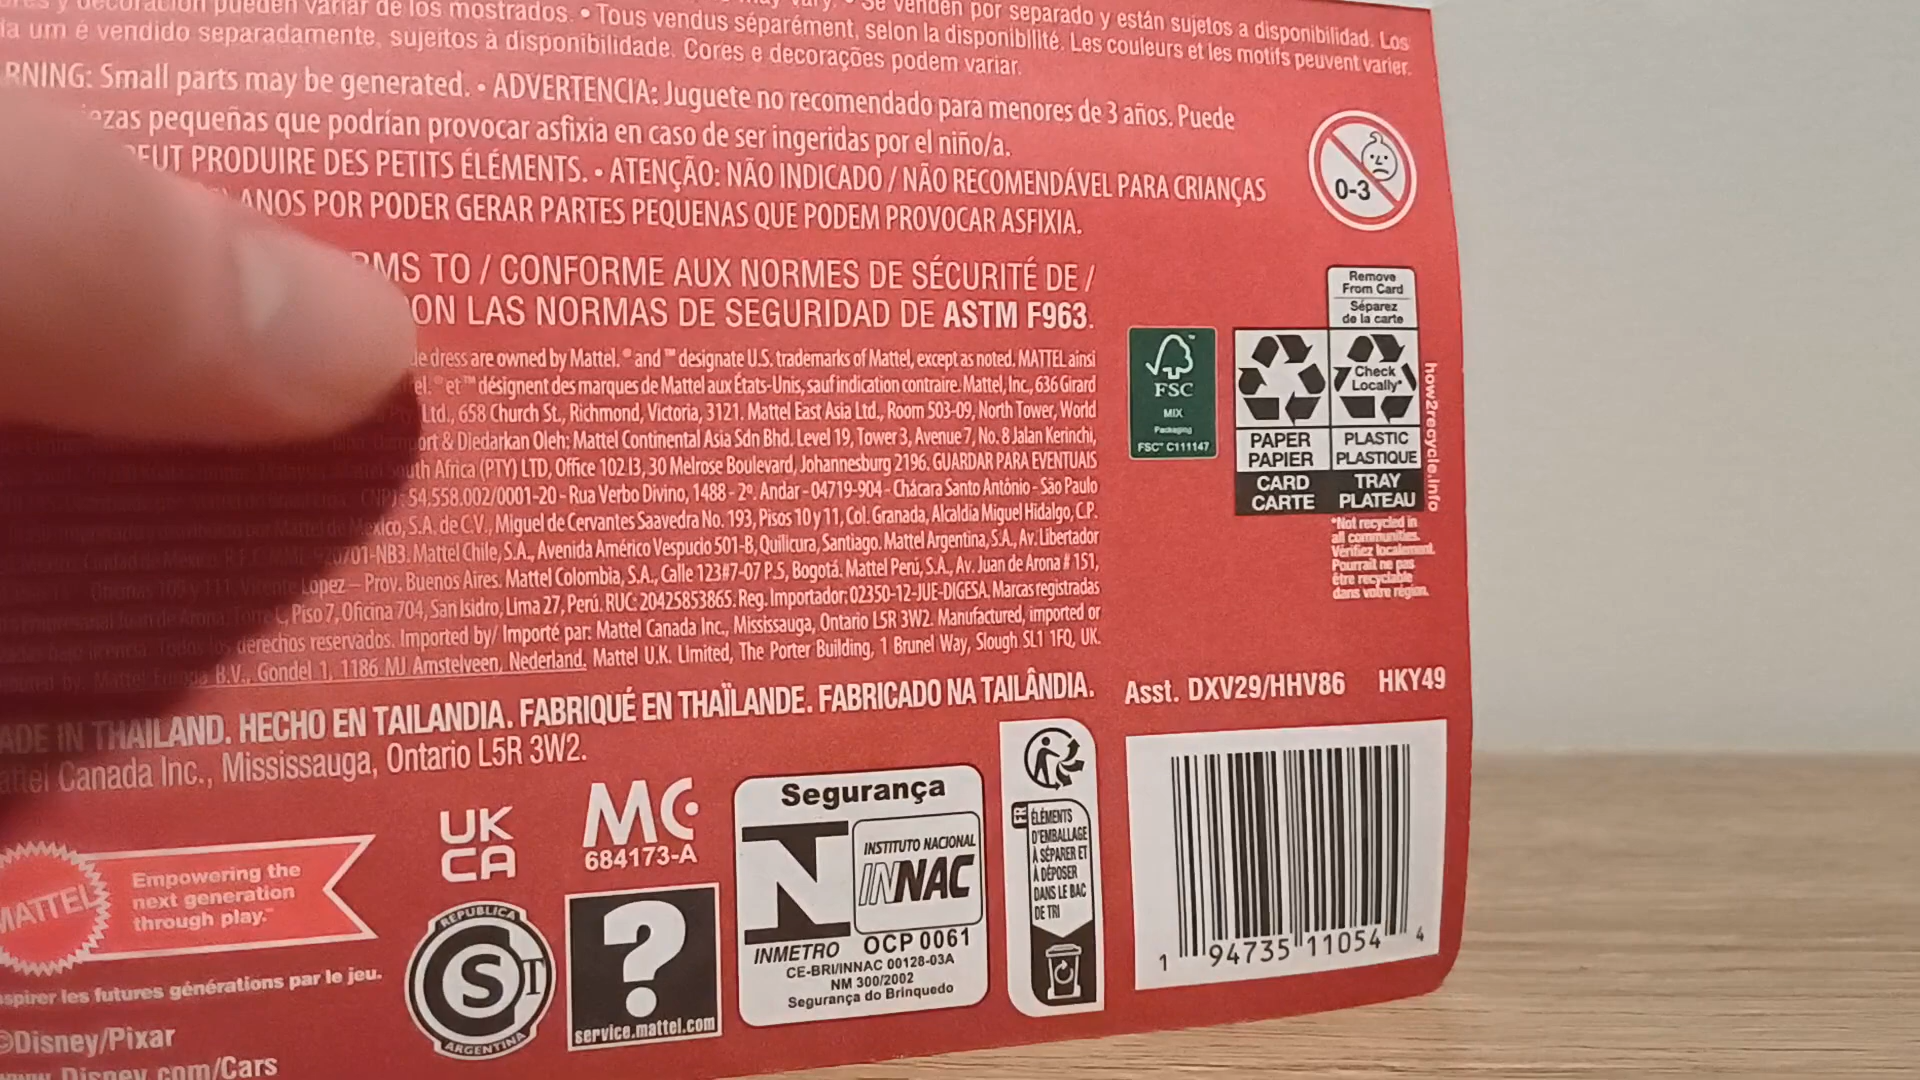 y decoración pueden variar de los mostrados. • Tous vendus séparément, selon la disponibilité. Les couleurs et les motifs peuvent varier.
may vary. • Se venden por separado y están sujetos a disponibilidad. Los
um é vendido separadamente, sujeitos à disponibilidade. Cores e decorações podem variar.
RNING: Small parts may be generated. • ADVERTENCIA: Juguete no recomendado para menores de 3 años. Puede
ezas pequeñas que podrían provocar asfixia en caso de ser ingeridas por el niño/a.
PEUT PRODUIRE DES PETITS ÉLÉMENTS. • ATENÇÃO: NÃO INDICADO / NÃO RECOMENDÁVEL PARA CRIANÇAS
ANOS POR PODER GERAR PARTES PEQUENAS QUE PODEM PROVOCAR ASFIXIA.
0-3
RMS TO / CONFORME AUX NORMES DE SÉCURITÉ DE /
ON LAS NORMAS DE SEGURIDAD DE ASTM F963.
dress are owned by Mattel. ® and ™ designate U.S. trademarks of Mattel, except as noted. MATTEL ainsi
el. ® et ™ désignent des marques de Mattel aux États-Unis, sauf indication contraire. Mattel, Inc., 636 Girard
Ltd., 658 Church St., Richmond, Victoria, 3121. Mattel East Asia Ltd., Room 503-09, North Tower, World
port & Diedarkan Oleh: Mattel Continental Asia Sdn Bhd. Level 19, Tower 3, Avenue 7, No. 8 Jalan Kerinchi,
South Africa (PTY) LTD, Office 102 I3, 30 Melrose Boulevard, Johannesburg 2196. GUARDAR PARA EVENTUAIS
CNPJ: 54.558.002/0001-20 - Rua Verbo Divino, 1488 - 2º. Andar - 04719-904 - Chácara Santo Antônio - São Paulo
Mattel de México, S.A. de C.V., Miguel de Cervantes Saavedra No. 193, Pisos 10 y 11, Col. Granada, Alcaldía Miguel Hidalgo, C.P.
920701-NB3. Mattel Chile, S.A., Avenida Américo Vespucio 501-B, Quilicura, Santiago. Mattel Argentina, S.A., Av. Libertador
109 y 111, Vicente López – Prov. Buenos Aires. Mattel Colombia, S.A., Calle 123#7-07 P.5, Bogotá. Mattel Perú, S.A., Av. Juan de Arona # 151,
Torre C, Piso 7, Oficina 704, San Isidro, Lima 27, Perú. RUC: 20425853865. Reg. Importador: 02350-12-JUE-DIGESA. Marcas registradas
Todos los derechos reservados. Imported by/ Importé par: Mattel Canada Inc., Mississauga, Ontario L5R 3W2. Manufactured, imported or
by: Mattel Europa B.V., Gondel 1, 1186 MJ Amstelveen, Nederland. Mattel U.K. Limited, The Porter Building, 1 Brunel Way, Slough SL1 1FQ, UK.
ADE IN THAILAND. HECHO EN TAILANDIA. FABRIQUÉ EN THAÏLANDE. FABRICADO NA TAILÂNDIA.
attel Canada Inc., Mississauga, Ontario L5R 3W2.
FSC
MIX
Packaging
FSC™ C111147
Remove
From Card
Séparez
de la carte
Check
Locally*
PAPER
PAPIER
PLASTIC
PLASTIQUE
CARD
CARTE
TRAY
PLATEAU
how2recycle.info
*Not recycled in
all communities.
Vérifiez localement.
Pourrait ne pas
être recyclable
dans votre région.
Asst. DXV29/HHV86 HKY49
MATTEL
Empowering the
next generation
through play.™
spirer les futures générations par le jeu.
©Disney/Pixar
www.Disney.com/Cars
UK
CA
MC
684173-A
REPUBLICA
S
ARGENTINA
?
service.mattel.com
Segurança
INSTITUTO NACIONAL
INNAC
INMETRO OCP 0061
CE-BRI/INNAC 00128-03A
NM 300/2002
Segurança do Brinquedo
FR
ÉLÉMENTS
D'EMBALLAGE
À SÉPARER ET
À DÉPOSER
DANS LE BAC
DE TRI
1 94735 11054 4